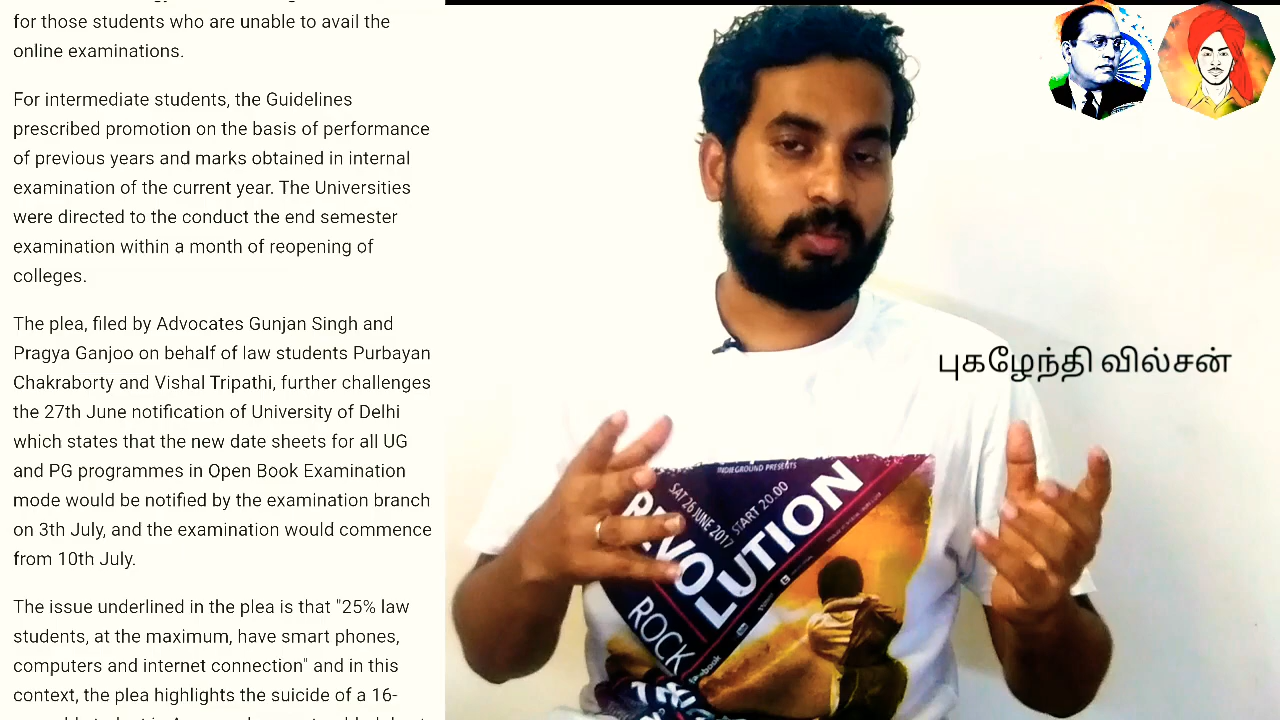 for those students who are unable to avail the
online examinations.
For intermediate students, the Guidelines
prescribed promotion on the basis of performance
of previous years and marks obtained in internal
examination of the current year. The Universities
were directed to the conduct the end semester
examination within a month of reopening of
colleges.
The plea, filed by Advocates Gunjan Singh and
Pragya Ganjoo on behalf of law students Purbayan
Chakraborty and Vishal Tripathi, further challenges
the 27th June notification of University of Delhi
which states that the new date sheets for all UG
and PG programmes in Open Book Examination
mode would be notified by the examination branch
on 3rd July, and the examination would commence
from 10th July.
The issue underlined in the plea is that "25% law
students, at the maximum, have smart phones,
computers and internet connection" and in this
context, the plea highlights the suicide of a 16-
புகழேந்தி வில்சன்
INDIEGROUND PRESENTS
SAT 26 JUNE 2017
START 20.00
REVO
LUTION
ROCK